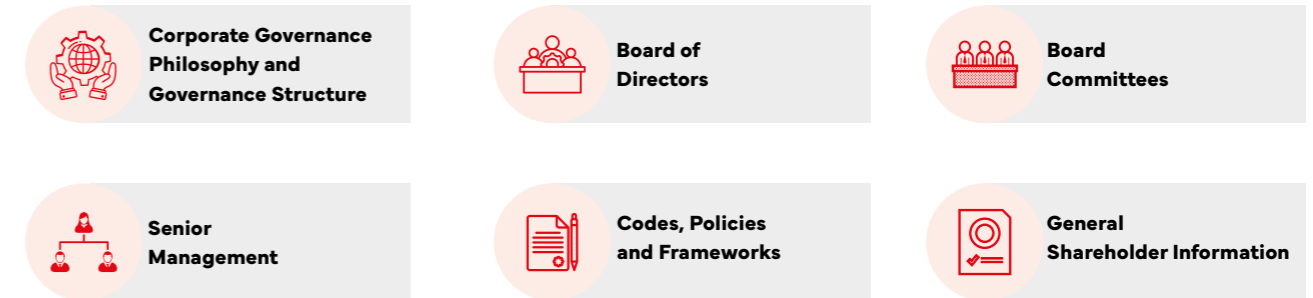 Corporate Governance
Philosophy and
Governance Structure
Board of
Directors
Board
Committees
Senior
Management
Codes, Policies
and Frameworks
General
Shareholder Information